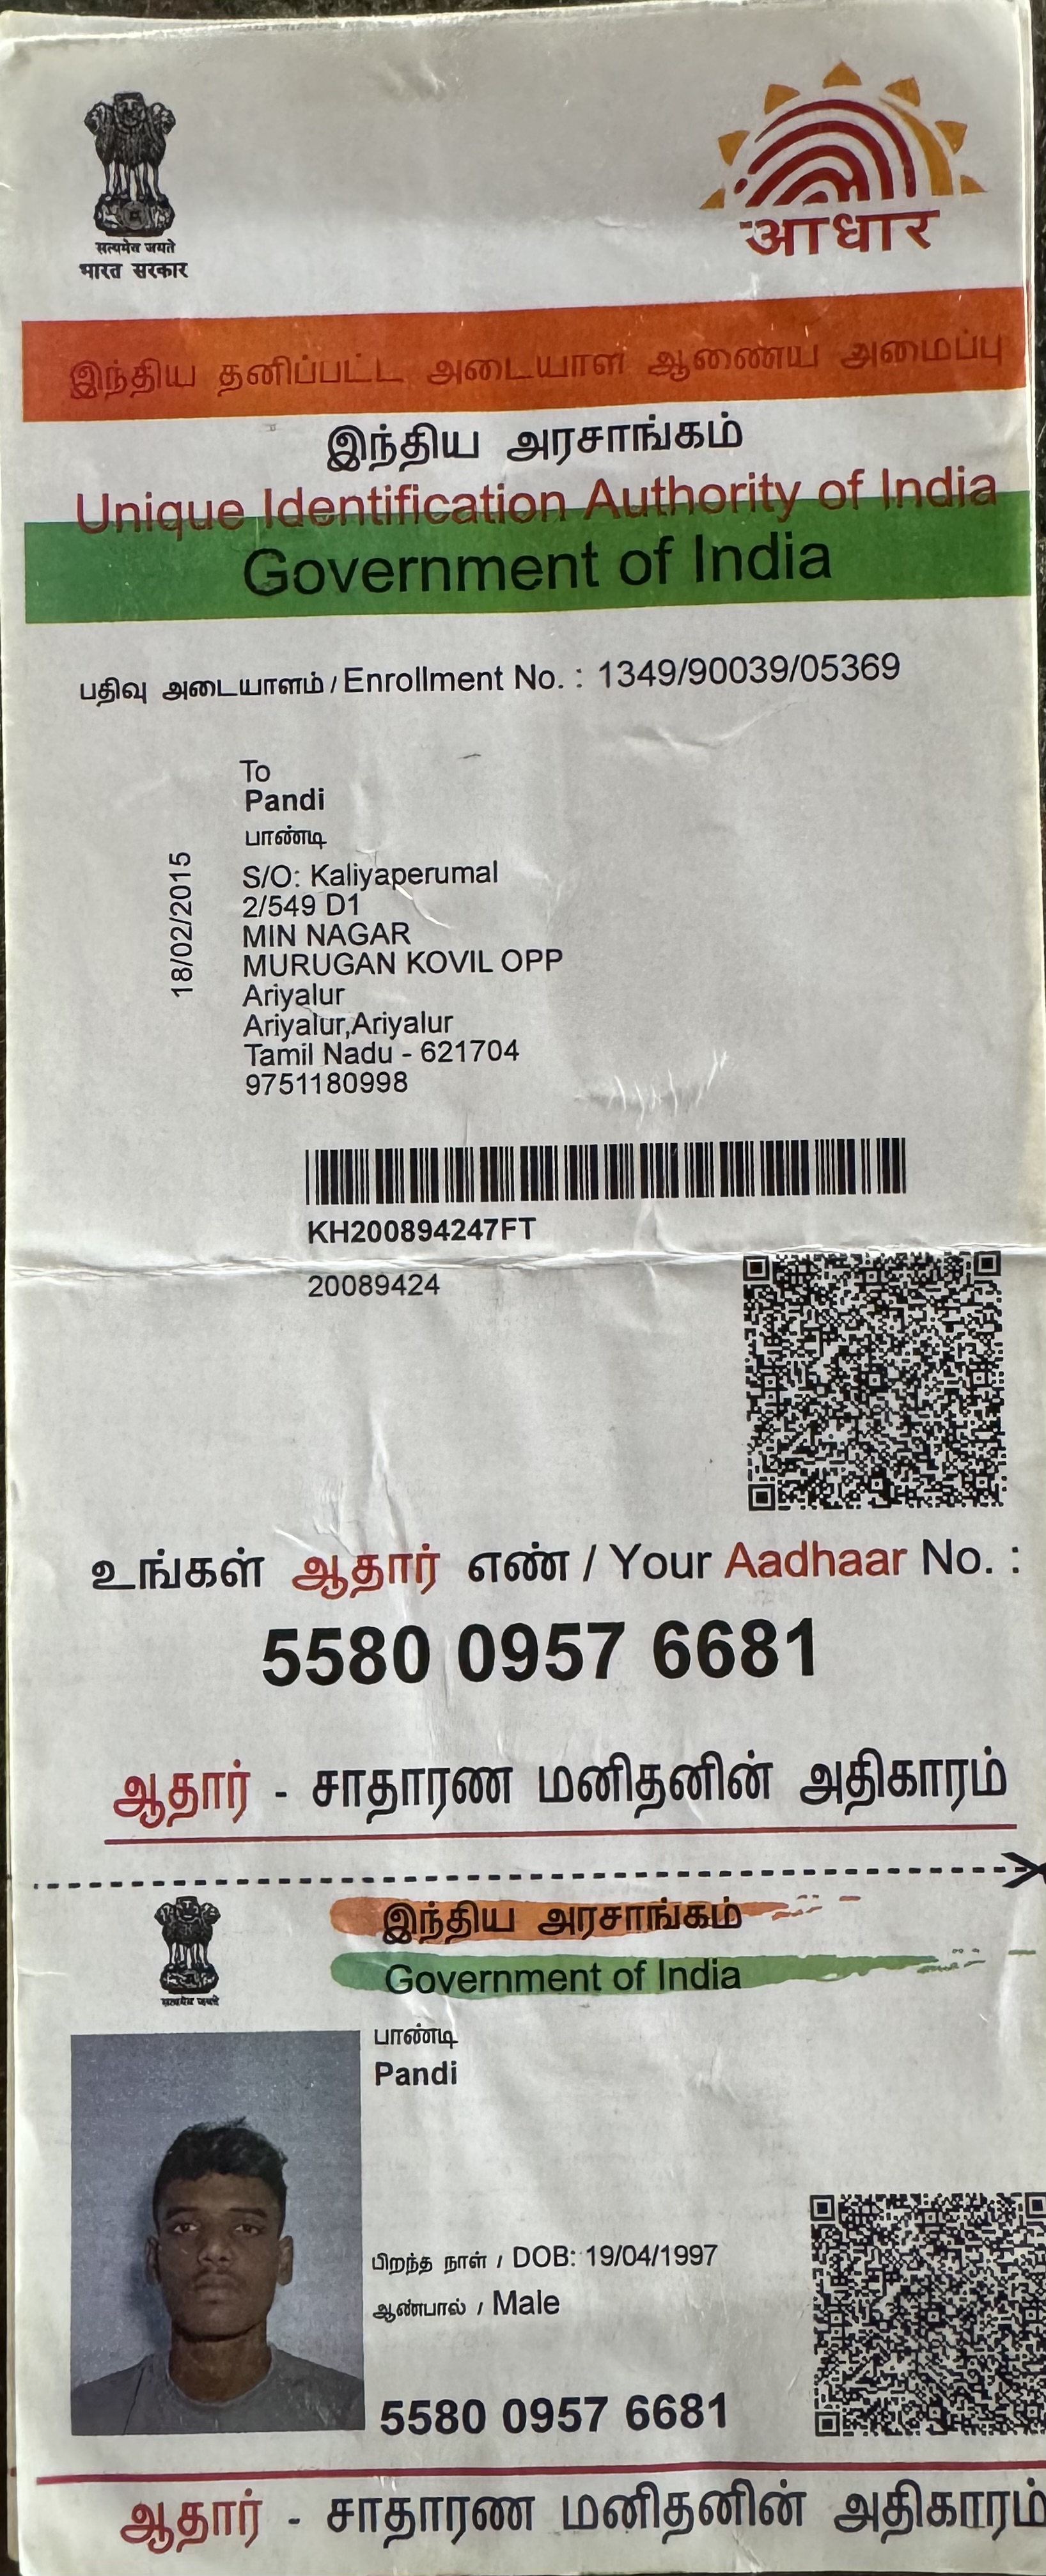 सत्यमेव जयते
भारत सरकार
आधार
இந்திய தனிப்பட்ட அடையாள ஆணைய அமைப்பு
இந்திய அரசாங்கம்
Unique Identification Authority of India
Government of India
பதிவு அடையாளம் / Enrollment No. : 1349/90039/05369
18/02/2015
To
Pandi
பாண்டி
S/O: Kaliyaperumal
2/549 D1
MIN NAGAR
MURUGAN KOVIL OPP
Ariyalur
Ariyalur,Ariyalur
Tamil Nadu - 621704
9751180998
KH200894247FT
20089424
உங்கள் ஆதார் எண் / Your Aadhaar No. :
5580 0957 6681
ஆதார் - சாதாரண மனிதனின் அதிகாரம்
सत्यमेव जयते
இந்திய அரசாங்கம்
Government of India
பாண்டி
Pandi
பிறந்த நாள் / DOB: 19/04/1997
ஆண்பால் / Male
5580 0957 6681
ஆதார் - சாதாரண மனிதனின் அதிகாரம்